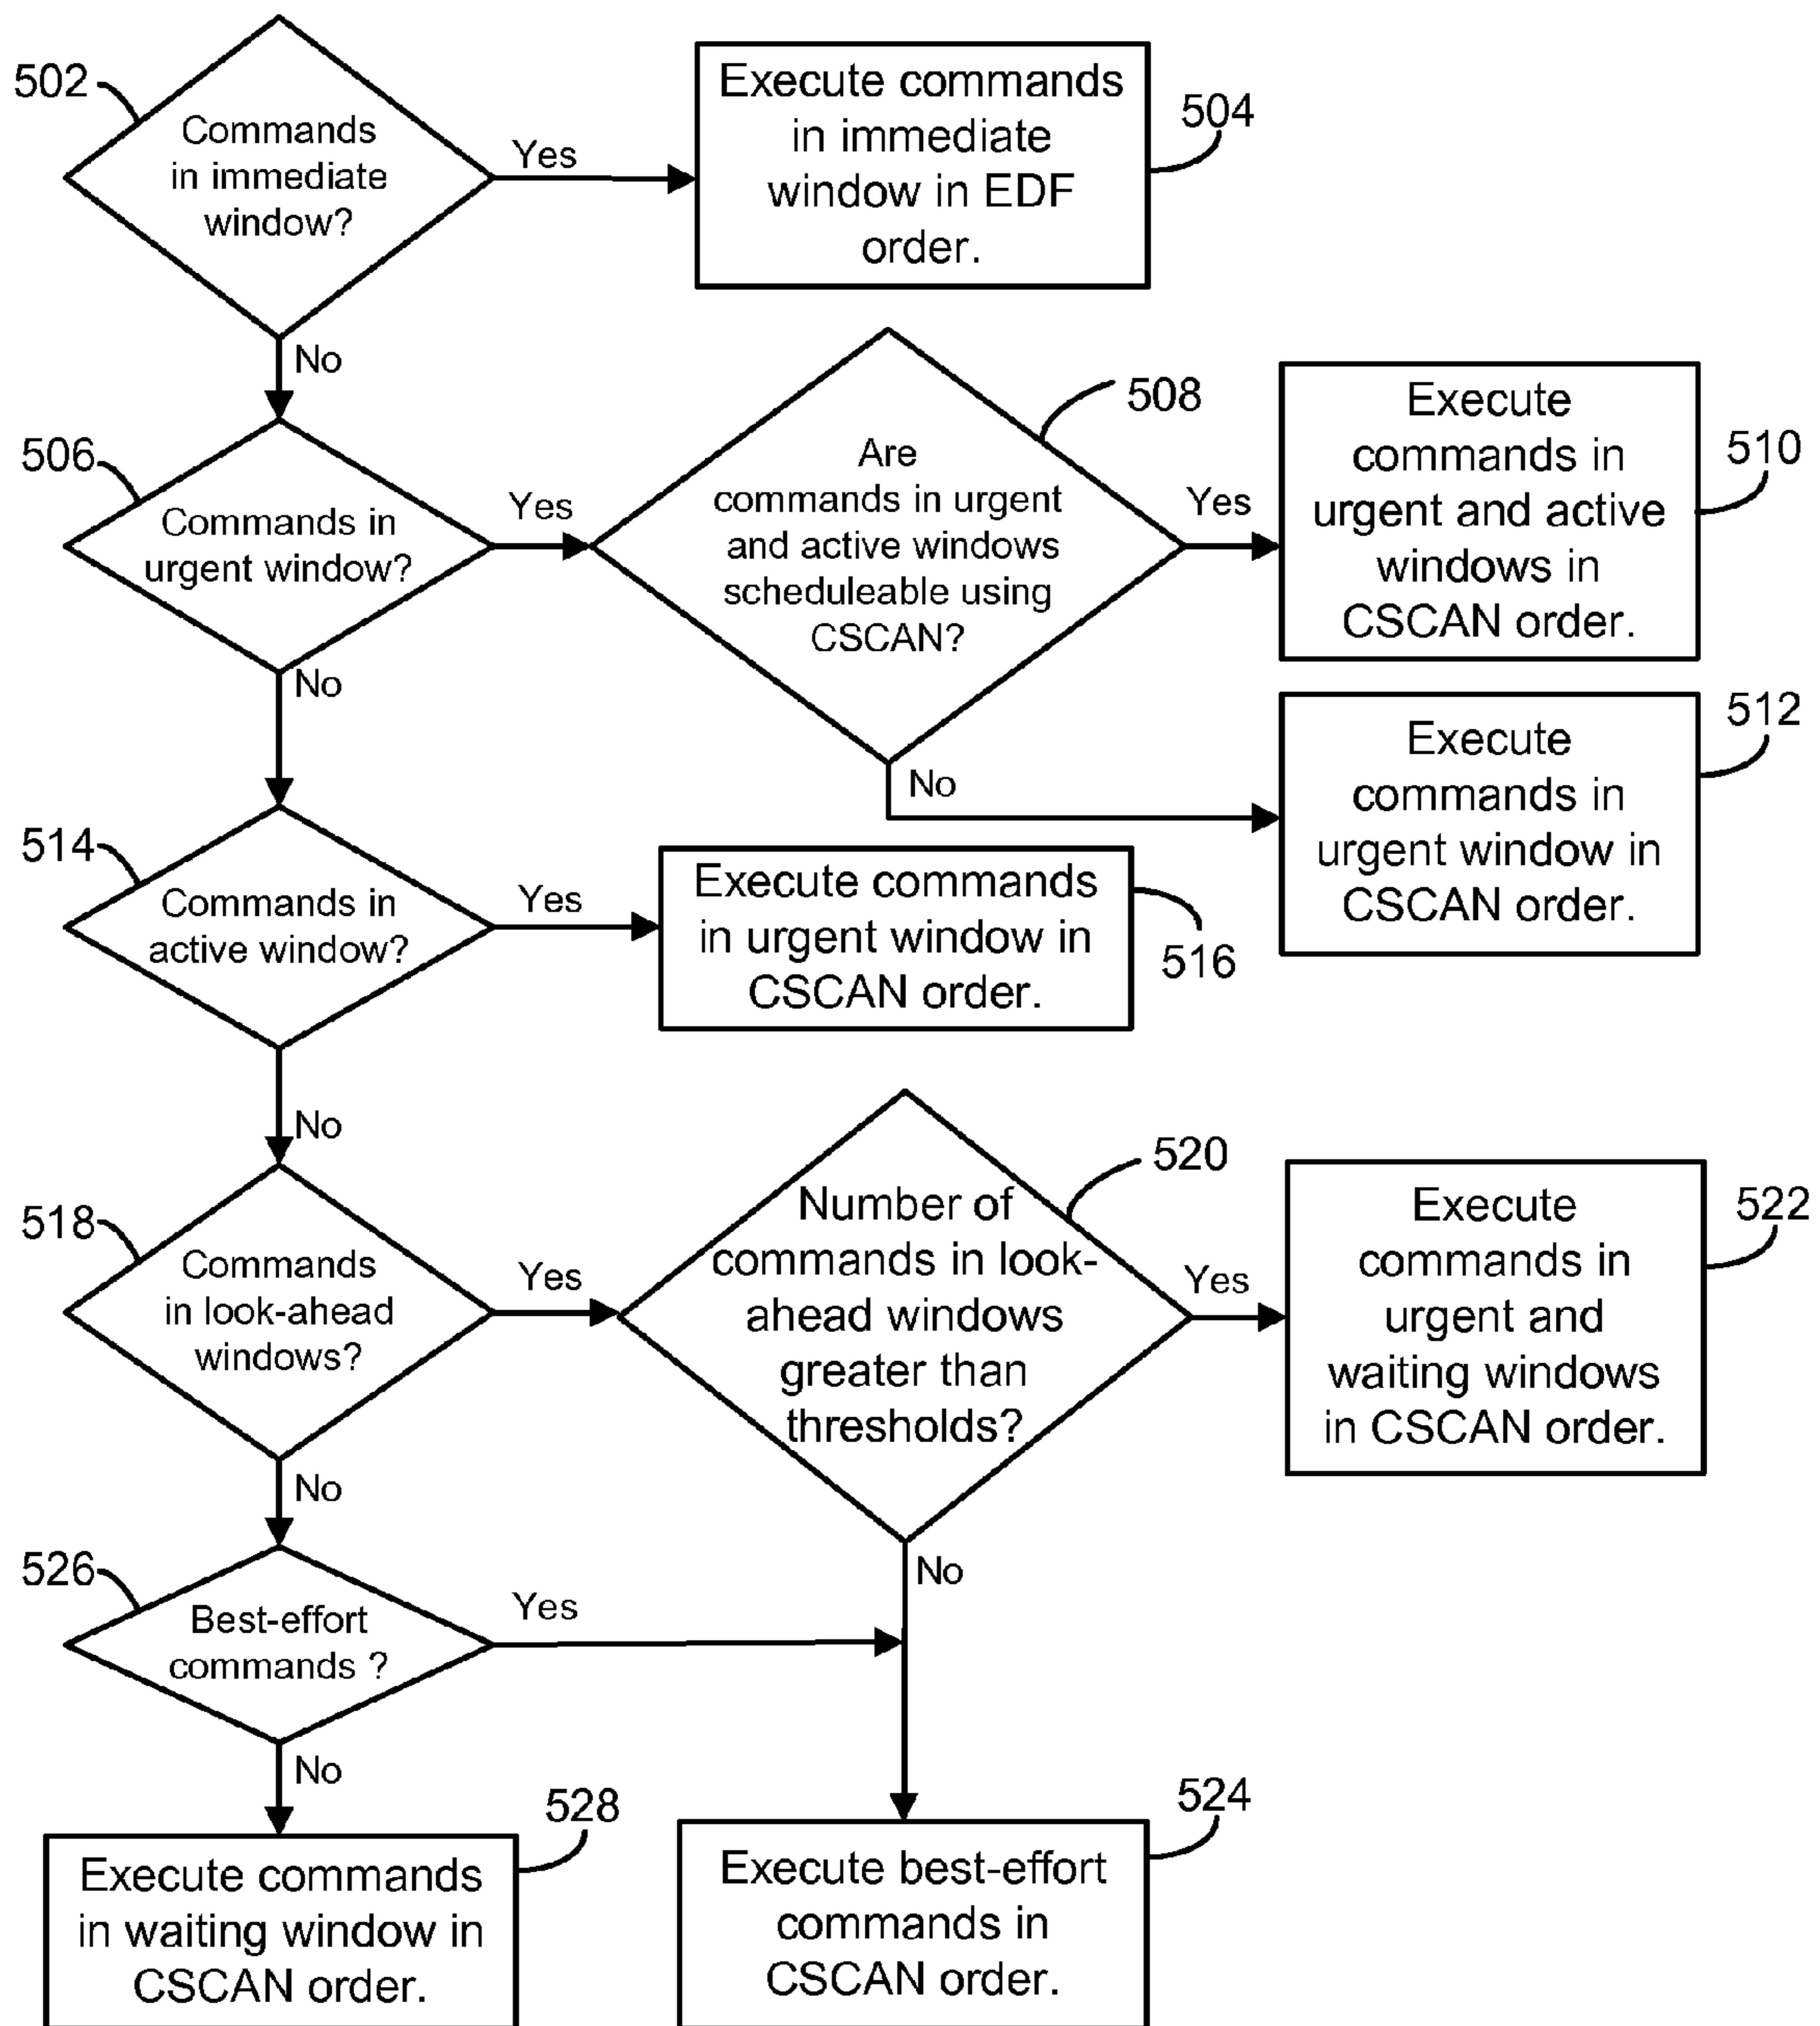 502
Commands
in immediate
window?
Yes
Execute commands
in immediate
window in EDF
order.
504
No
506
Commands in
urgent window?
Yes
508
Are
commands in urgent
and active windows
scheduleable using
CSCAN?
Yes
Execute
commands in
urgent and active
windows in
CSCAN order.
510
No
No
Execute
commands in
urgent window in
CSCAN order.
512
514
Commands in
active window?
Yes
Execute commands
in urgent window in
CSCAN order.
516
No
518
Commands
in look-ahead
windows?
Yes
520
Number of
commands in look-
ahead windows
greater than
thresholds?
Yes
Execute
commands in
urgent and
waiting windows
in CSCAN order.
522
No
No
526
Best-effort
commands ?
Yes
No
528
Execute commands
in waiting window in
CSCAN order.
524
Execute best-effort
commands in
CSCAN order.